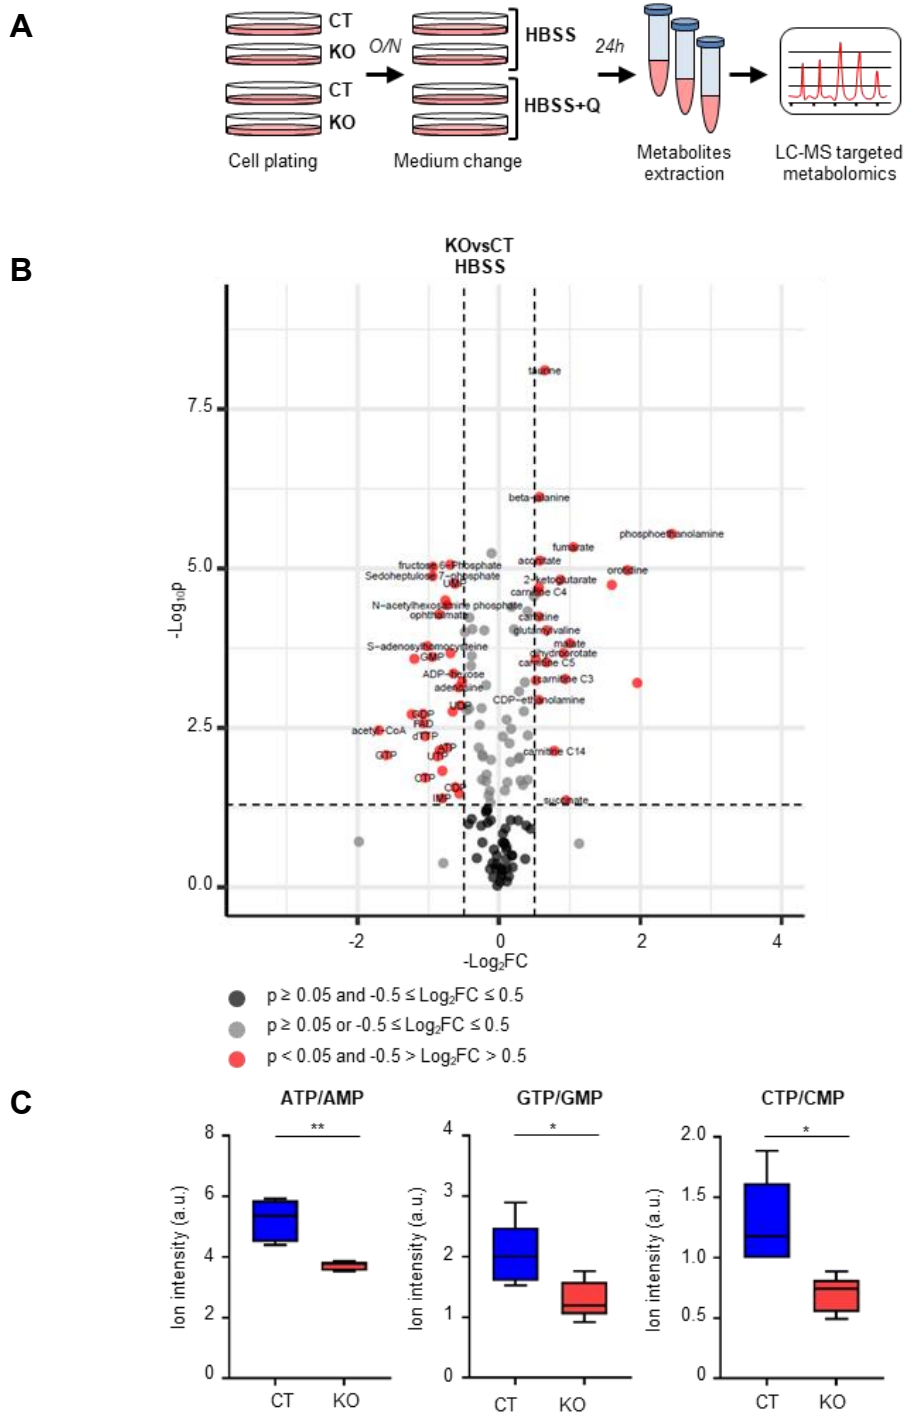 A
CT
KO
CT
KO
O/N
HBSS
HBSS+Q
24h
Cell plating
Medium change
Metabolites
extraction
LC-MS targeted
metabolomics
B
KOvsCT
HBSS
-Log₁₀p
7.5
5.0
2.5
0.0
taurine
beta-alanine
phosphoethanolamine
fumarate
aconitate
orotidine
2-ketoglutarate
carnitine C4
carnitine
glutamylvaline
malate
dihydroorotate
carnitine C5
carnitine C3
CDP-ethanolamine
carnitine C14
succinate
fructose 6-Phosphate
Sedoheptulose 7-phosphate
UMP
N-acetylhexosamine phosphate
ophthalmate
S-adenosylhomocysteine
GMP
ADP-hexose
adenosine
UDP
GDP
FAD
acetyl-CoA
dTTP
ATP
GTP
UTP
CTP
CDP
IMP
-2
0
2
4
-Log₂FC
p ≥ 0.05 and -0.5 ≤ Log₂FC ≤ 0.5
p ≥ 0.05 or -0.5 ≤ Log₂FC ≤ 0.5
p < 0.05 and -0.5 > Log₂FC > 0.5
C
ATP/AMP
Ion intensity (a.u.)
8
6
4
2
0
**
CT
KO
GTP/GMP
Ion intensity (a.u.)
4
3
2
1
0
*
CT
KO
CTP/CMP
Ion intensity (a.u.)
2.0
1.5
1.0
0.5
0
*
CT
KO